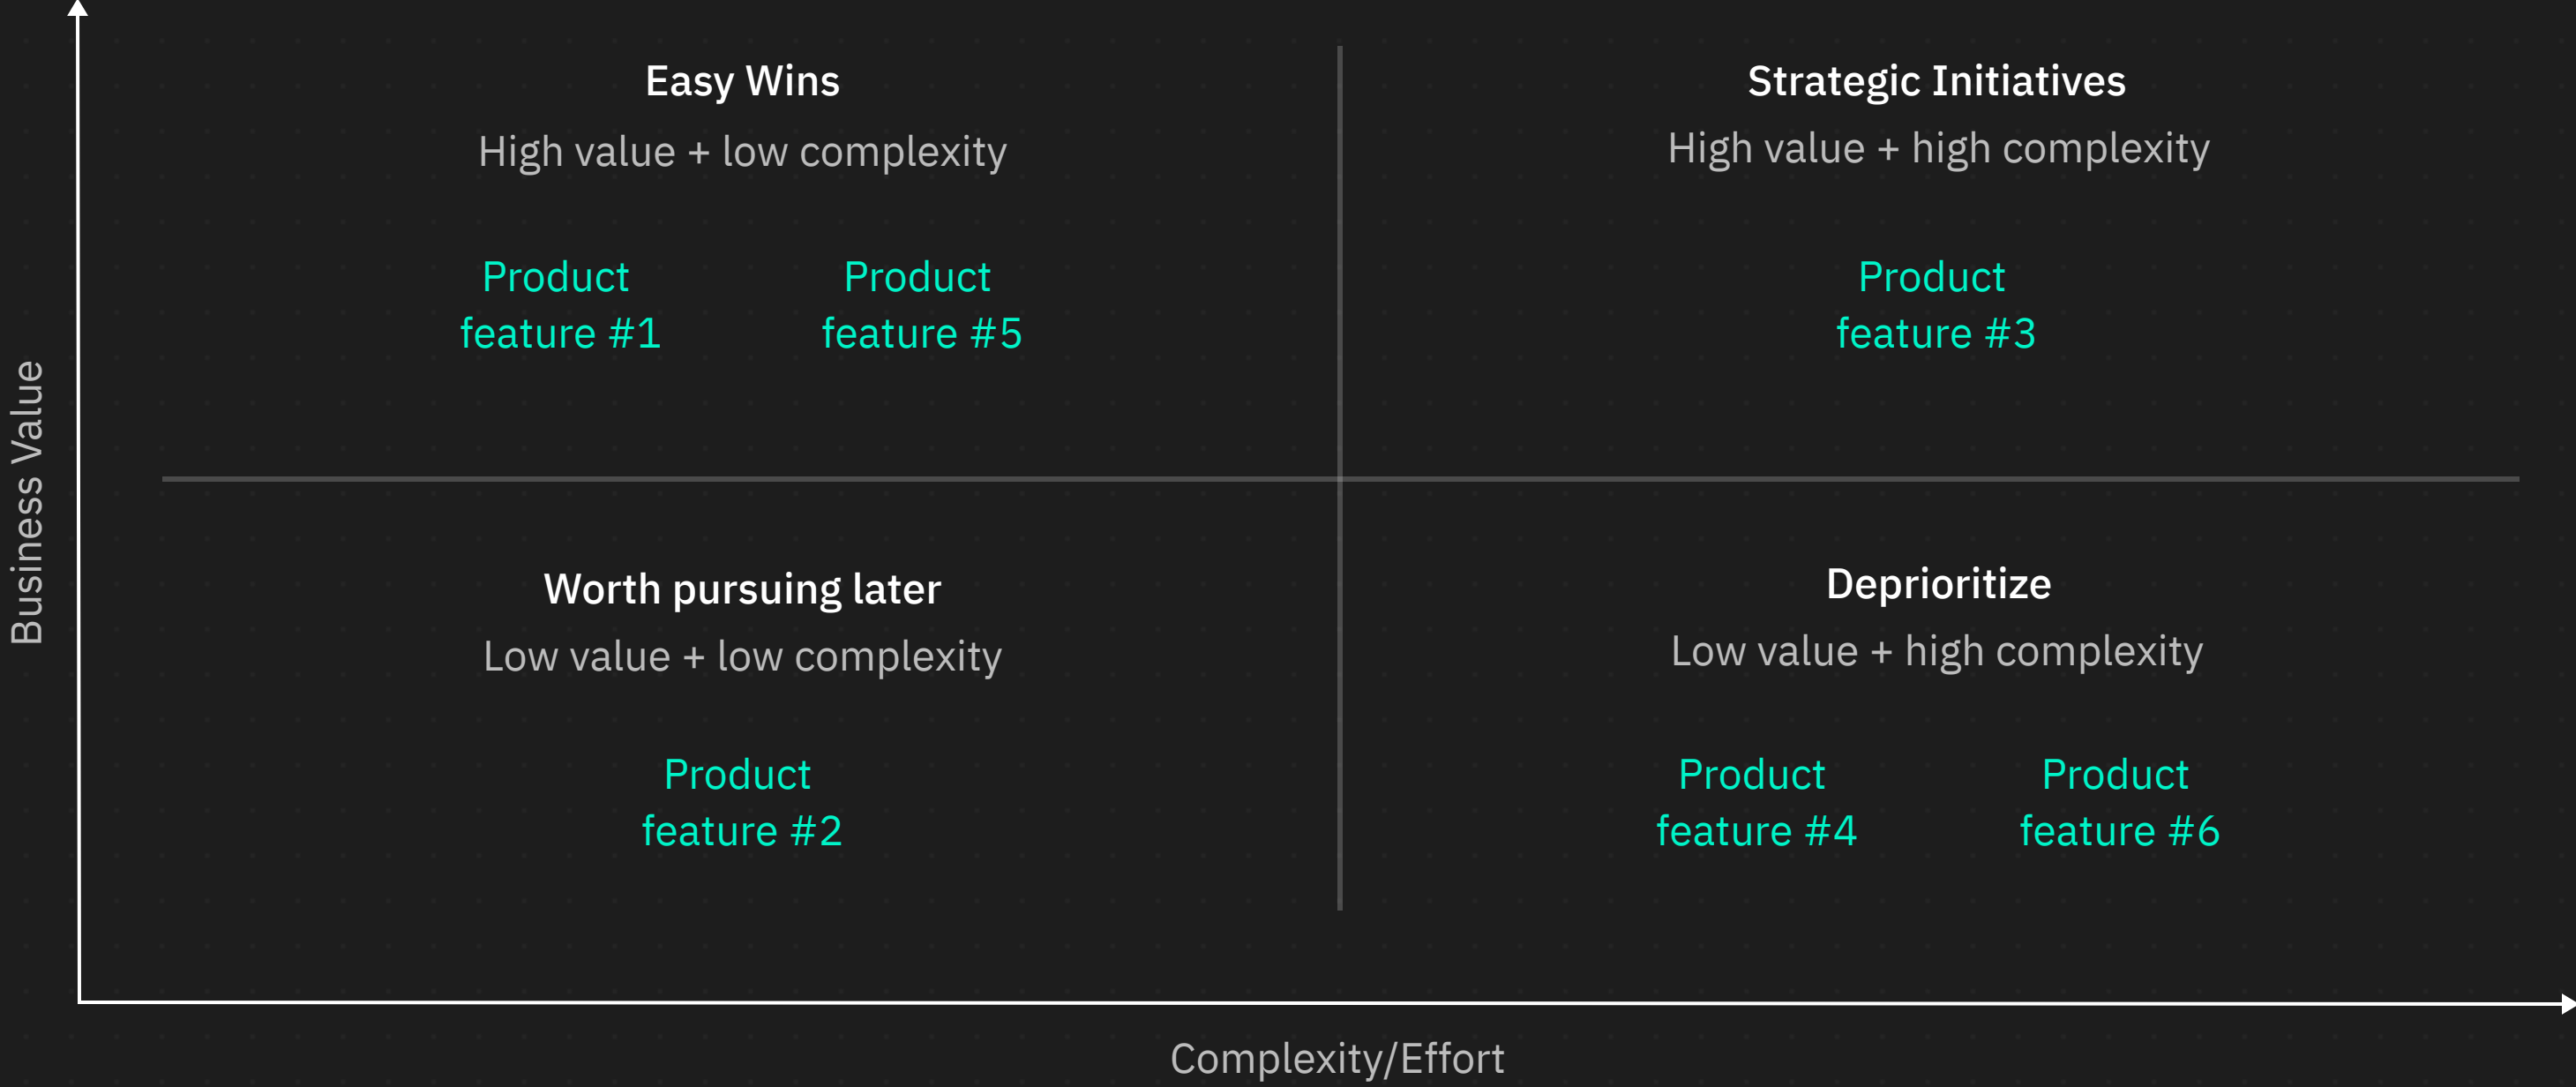 Business Value
Easy Wins
High value + low complexity
Product
feature #1
Product
feature #5
Strategic Initiatives
High value + high complexity
Product
feature #3
Worth pursuing later
Low value + low complexity
Product
feature #2
Deprioritize
Low value + high complexity
Product
feature #4
Product
feature #6
Complexity/Effort